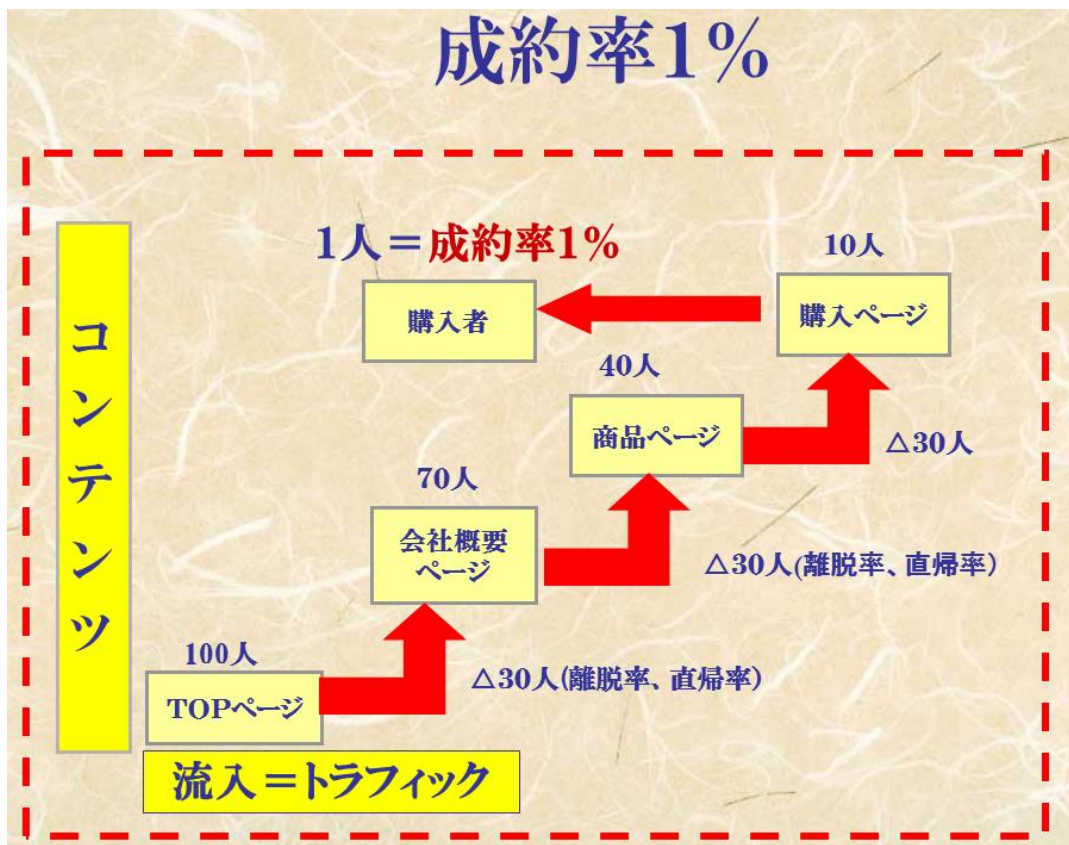 成約率1%
コンテンツ
1人＝成約率1%
購入者
10人
購入ページ
40人
商品ページ
△30人
70人
会社概要
ページ
△30人(離脱率、直帰率)
100人
TOPページ
△30人(離脱率、直帰率)
流入＝トラフィック